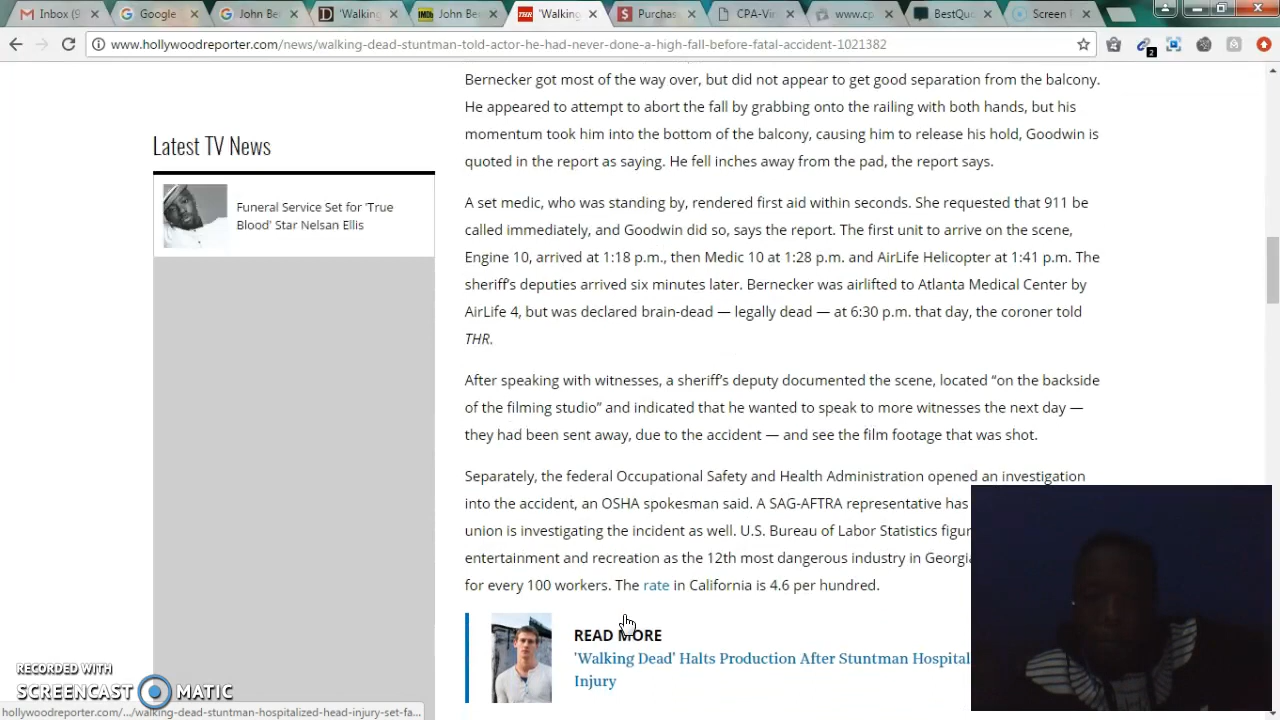 Inbox (9
Google
John Be
'Walking
IMDb
John M
THR
'Walking
Purchas
CZPAJ
www.cp
BestQuo
Screen
www.hollywoodreporter.com/news/walking-dead-stuntman-told-actor-he-had-never-done-a-high-fall-before-fatal-accident-1021382
2
Bernecker got most of the way over, but did not appear to get good separation from the balcony.
He appeared to attempt to abort the fall by grabbing onto the railing with both hands, but his
momentum took him into the bottom of the balcony, causing him to release his hold, Goodwin is
quoted in the report as saying. He fell inches away from the pad, the report says.
Latest TV News
Funeral Service Set for 'True
Blood' Star Nelsan Ellis
A set medic, who was standing by, rendered first aid within seconds. She requested that 911 be
called immediately, and Goodwin did so, says the report. The first unit to arrive on the scene,
Engine 10, arrived at 1:18 p.m., then Medic 10 at 1:28 p.m. and AirLife Helicopter at 1:41 p.m. The
sheriff's deputies arrived six minutes later. Bernecker was airlifted to Atlanta Medical Center by
AirLife 4, but was declared brain-dead — legally dead — at 6:30 p.m. that day, the coroner told
THR.
After speaking with witnesses, a sheriff's deputy documented the scene, located “on the backside
of the filming studio” and indicated that he wanted to speak to more witnesses the next day —
they had been sent away, due to the accident — and see the film footage that was shot.
Separately, the federal Occupational Safety and Health Administration opened an investigation
into the accident, an OSHA spokesman said. A SAG-AFTRA representative has
union is investigating the incident as well. U.S. Bureau of Labor Statistics figu
entertainment and recreation as the 12th most dangerous industry in Georgia
for every 100 workers. The rate in California is 4.6 per hundred.
READ MORE
'Walking Dead' Halts Production After Stuntman Hospital
Injury
RECORDED WITH
SCREENCAST MATIC
hollywoodreporter.com/.../walking-dead-stuntman-hospitalized-head-injury-set-fa...